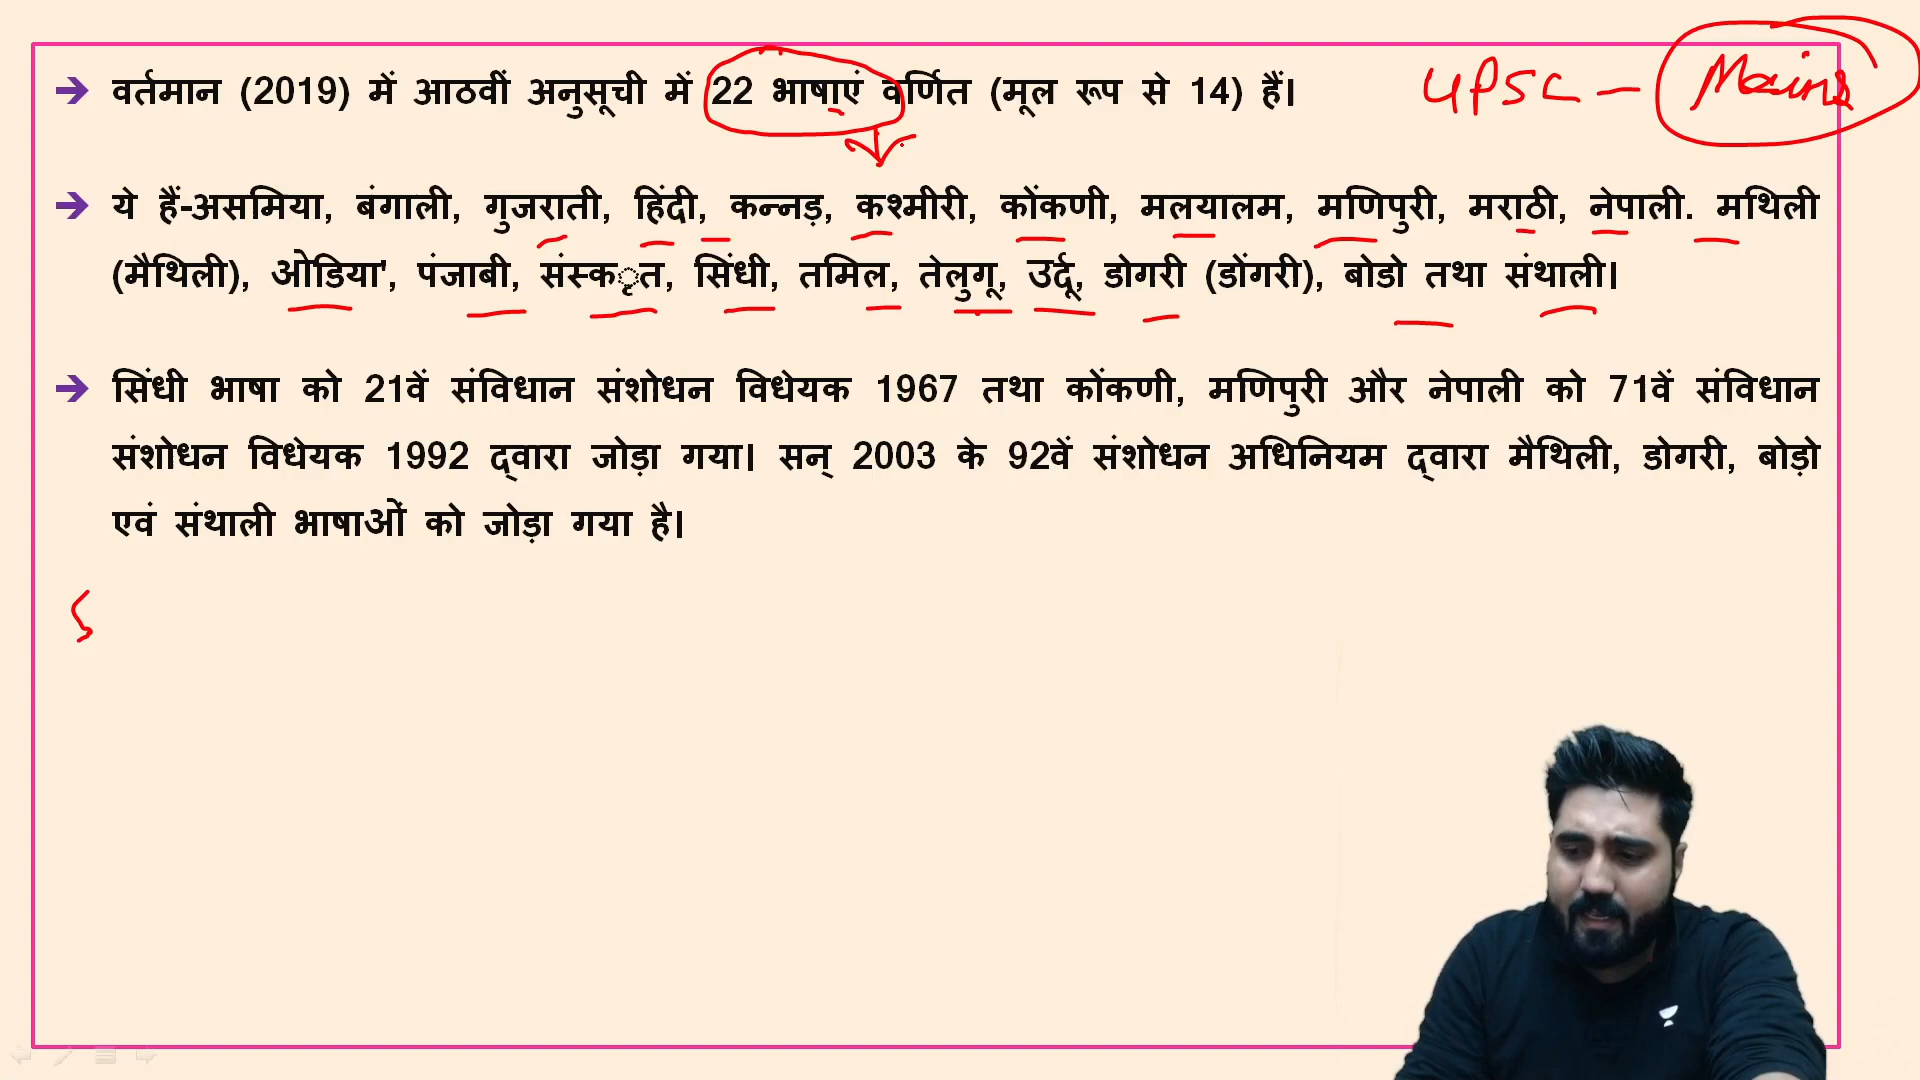 वर्तमान (2019) में आठवीं अनुसूची में 22 भाषाएं वर्णित (मूल रूप से 14) हैं।
UPSC - Mains
ये हैं-असमिया, बंगाली, गुजराती, हिंदी, कन्नड़, कश्मीरी, कोंकणी, मलयालम, मणिपुरी, मराठी, नेपाली. मथिली
(मैथिली), ओडिया', पंजाबी, संस्कृत, सिंधी, तमिल, तेलुगू, उर्दू, डोगरी (डोंगरी), बोडो तथा संथाली।
सिंधी भाषा को 21वें संविधान संशोधन विधेयक 1967 तथा कोंकणी, मणिपुरी और नेपाली को 71वें संविधान
संशोधन विधेयक 1992 द्वारा जोड़ा गया। सन् 2003 के 92वें संशोधन अधिनियम द्वारा मैथिली, डोगरी, बोड़ो
एवं संथाली भाषाओं को जोड़ा गया है।